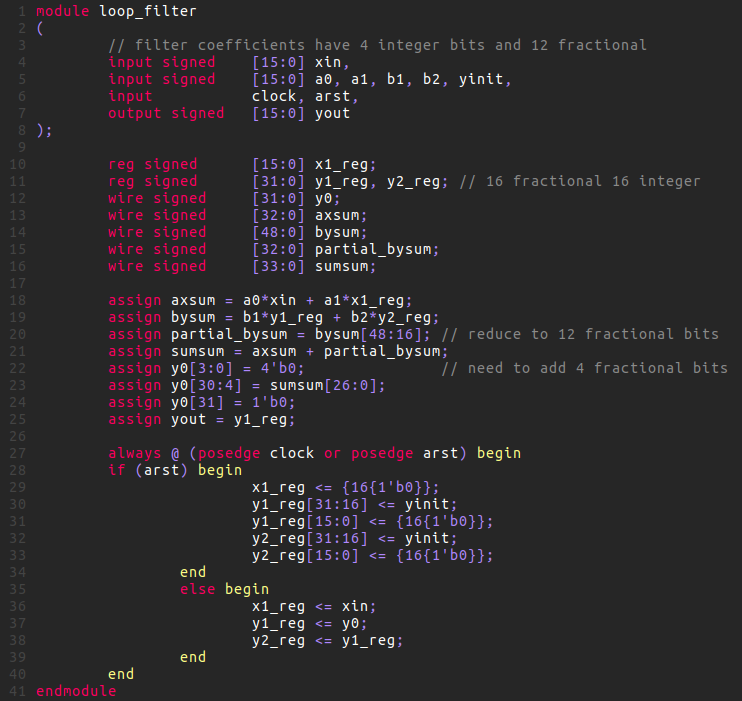 1 module loop_filter
2 (
3         // filter coefficients have 4 integer bits and 12 fractional
4         input signed    [15:0] xin,
5         input signed    [15:0] a0, a1, b1, b2, yinit,
6         input           clock, arst,
7         output signed   [15:0] yout
8 );
9
10         reg signed      [15:0] x1_reg;
11         reg signed      [31:0] y1_reg, y2_reg; // 16 fractional 16 integer
12         wire signed     [31:0] y0;
13         wire signed     [32:0] axsum;
14         wire signed     [48:0] bysum;
15         wire signed     [32:0] partial_bysum;
16         wire signed     [33:0] sumsum;
17
18         assign axsum = a0*xin + a1*x1_reg;
19         assign bysum = b1*y1_reg + b2*y2_reg;
20         assign partial_bysum = bysum[48:16]; // reduce to 12 fractional bits
21         assign sumsum = axsum + partial_bysum;
22         assign y0[3:0] = 4'b0;               // need to add 4 fractional bits
23         assign y0[30:4] = sumsum[26:0];
24         assign y0[31] = 1'b0;
25         assign yout = y1_reg;
26
27         always @ (posedge clock or posedge arst) begin
28         if (arst) begin
29                         x1_reg <= {16{1'b0}};
30                         y1_reg[31:16] <= yinit;
31                         y1_reg[15:0] <= {16{1'b0}};
32                         y2_reg[31:16] <= yinit;
33                         y2_reg[15:0] <= {16{1'b0}};
34                 end
35                 else begin
36                         x1_reg <= xin;
37                         y1_reg <= y0;
38                         y2_reg <= y1_reg;
39                 end
40         end
41 endmodule